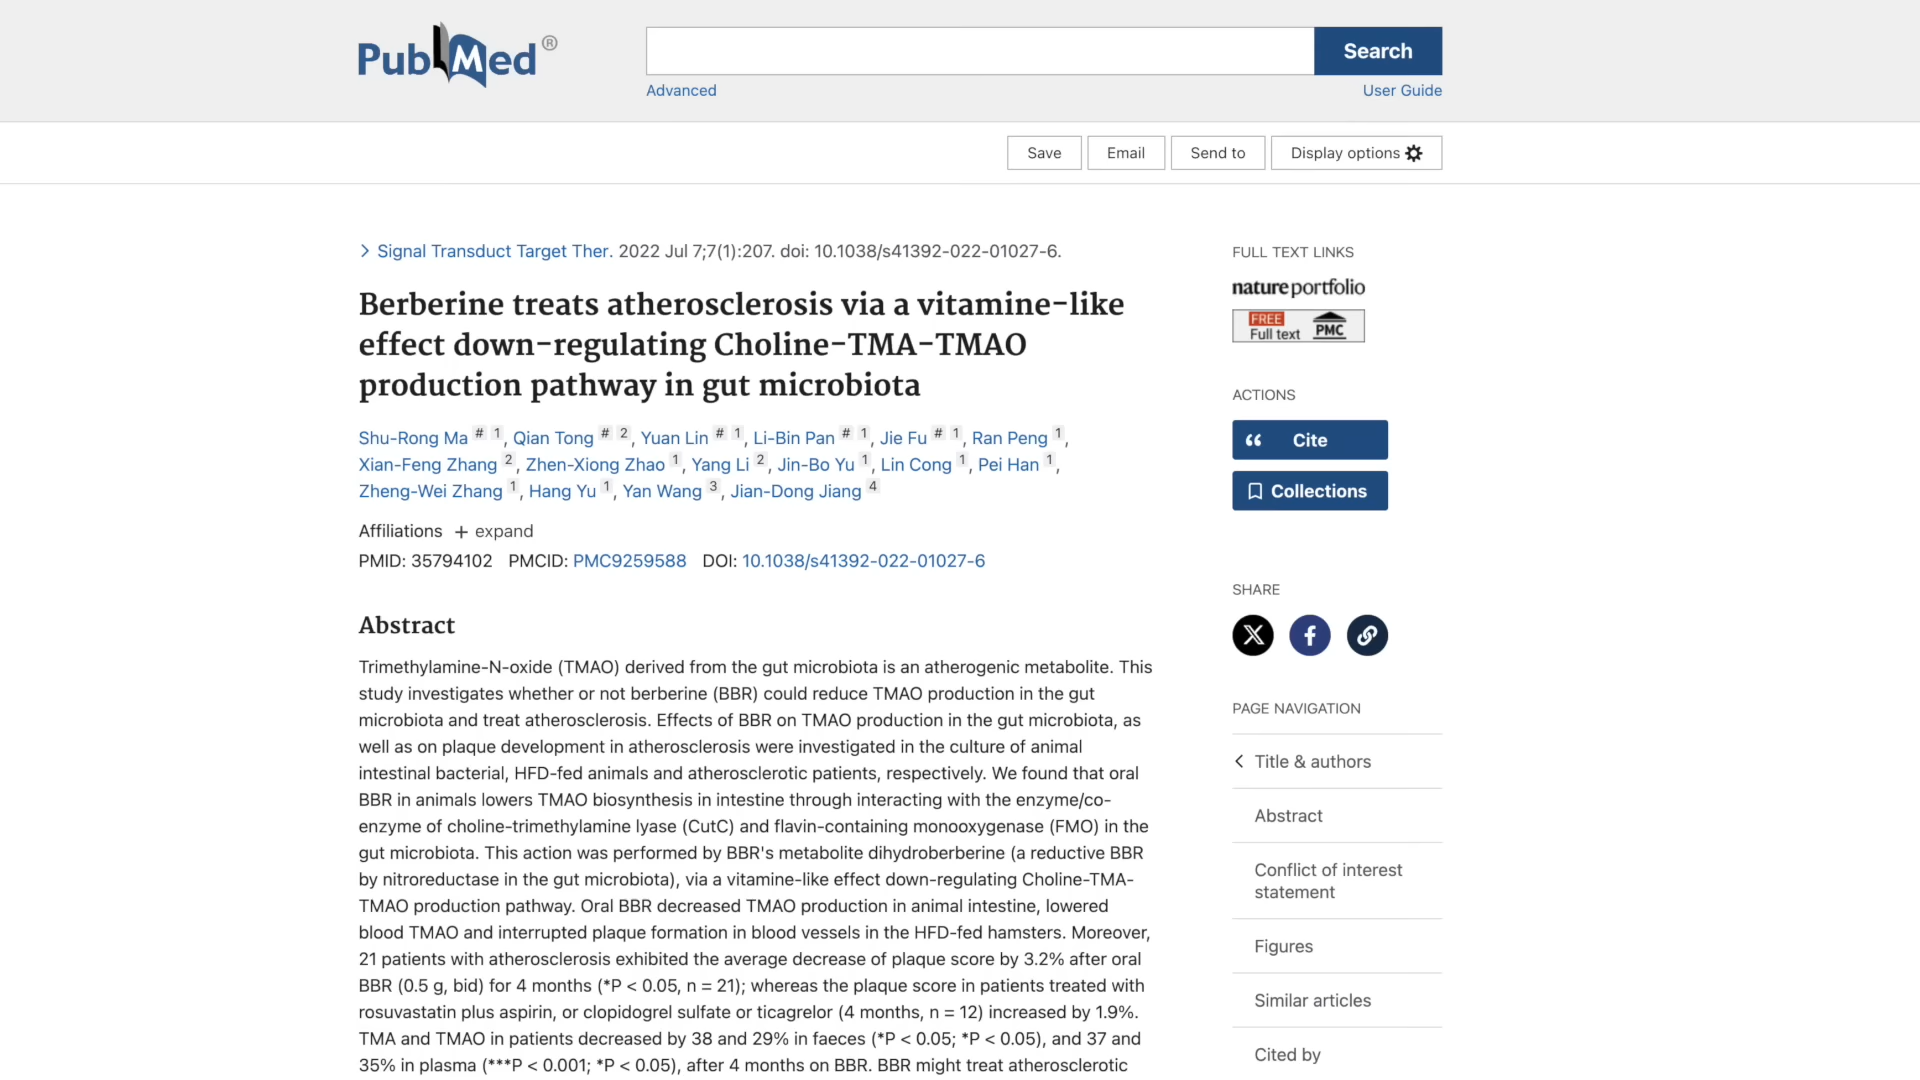 PubMed®
Search
Advanced
User Guide
Save
Email
Send to
Display options
Signal Transduct Target Ther. 2022 Jul 7;7(1):207. doi: 10.1038/s41392-022-01027-6.
Berberine treats atherosclerosis via a vitamine-like
effect down-regulating Choline-TMA-TMAO
production pathway in gut microbiota
Shu-Rong Ma # 1, Qian Tong # 2, Yuan Lin # 1, Li-Bin Pan # 1, Jie Fu # 1, Ran Peng 1,
Xian-Feng Zhang 2, Zhen-Xiong Zhao 1, Yang Li 2, Jin-Bo Yu 1, Lin Cong 1, Pei Han 1,
Zheng-Wei Zhang 1, Hang Yu 1, Yan Wang 3, Jian-Dong Jiang 4
Affiliations + expand
PMID: 35794102 PMCID: PMC9259588 DOI: 10.1038/s41392-022-01027-6
Abstract
Trimethylamine-N-oxide (TMAO) derived from the gut microbiota is an atherogenic metabolite. This
study investigates whether or not berberine (BBR) could reduce TMAO production in the gut
microbiota and treat atherosclerosis. Effects of BBR on TMAO production in the gut microbiota, as
well as on plaque development in atherosclerosis were investigated in the culture of animal
intestinal bacterial, HFD-fed animals and atherosclerotic patients, respectively. We found that oral
BBR in animals lowers TMAO biosynthesis in intestine through interacting with the enzyme/co-
enzyme of choline-trimethylamine lyase (CutC) and flavin-containing monooxygenase (FMO) in the
gut microbiota. This action was performed by BBR's metabolite dihydroberberine (a reductive BBR
by nitroreductase in the gut microbiota), via a vitamine-like effect down-regulating Choline-TMA-
TMAO production pathway. Oral BBR decreased TMAO production in animal intestine, lowered
blood TMAO and interrupted plaque formation in blood vessels in the HFD-fed hamsters. Moreover,
21 patients with atherosclerosis exhibited the average decrease of plaque score by 3.2% after oral
BBR (0.5 g, bid) for 4 months (*P < 0.05, n = 21); whereas the plaque score in patients treated with
rosuvastatin plus aspirin, or clopidogrel sulfate or ticagrelor (4 months, n = 12) increased by 1.9%.
TMA and TMAO in patients decreased by 38 and 29% in faeces (*P < 0.05; *P < 0.05), and 37 and
35% in plasma (***P < 0.001; *P < 0.05), after 4 months on BBR. BBR might treat atherosclerotic
FULL TEXT LINKS
nature portfolio
FREE
Full text PMC
ACTIONS
Cite
Collections
SHARE
PAGE NAVIGATION
Title & authors
Abstract
Conflict of interest
statement
Figures
Similar articles
Cited by